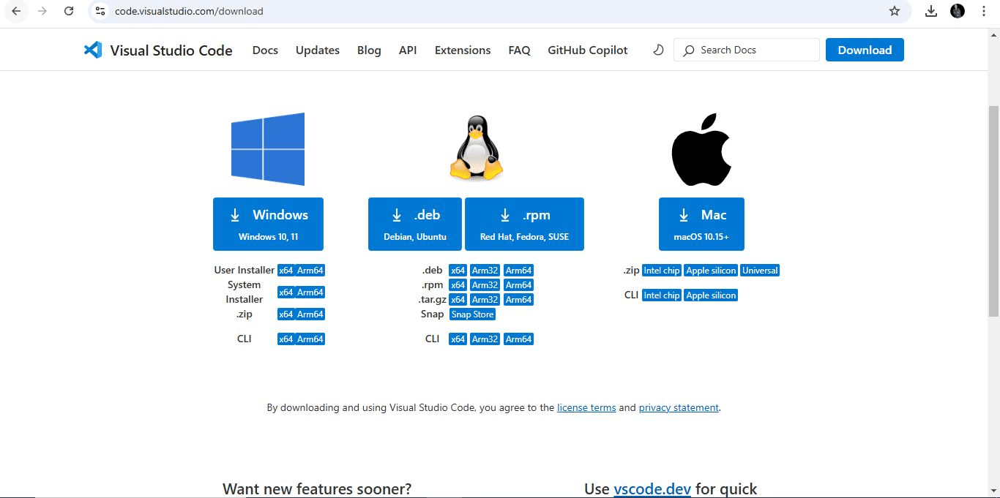 code.visualstudio.com/download
Visual Studio Code Docs Updates Blog API Extensions FAQ GitHub Copilot Search Docs Download
Windows
Windows 10, 11
.deb
Debian, Ubuntu
.rpm
Red Hat, Fedora, SUSE
Mac
macOS 10.15+
User Installer x64 Arm64
System
Installer x64 Arm64
.zip x64 Arm64
CLI x64 Arm64
.deb x64 Arm32 Arm64
.rpm x64 Arm32 Arm64
.tar.gz x64 Arm32 Arm64
Snap Snap Store
CLI x64 Arm32 Arm64
.zip Intel chip Apple silicon Universal
CLI Intel chip Apple silicon
By downloading and using Visual Studio Code, you agree to the license terms and privacy statement.
Want new features sooner?
Use vscode.dev for quick